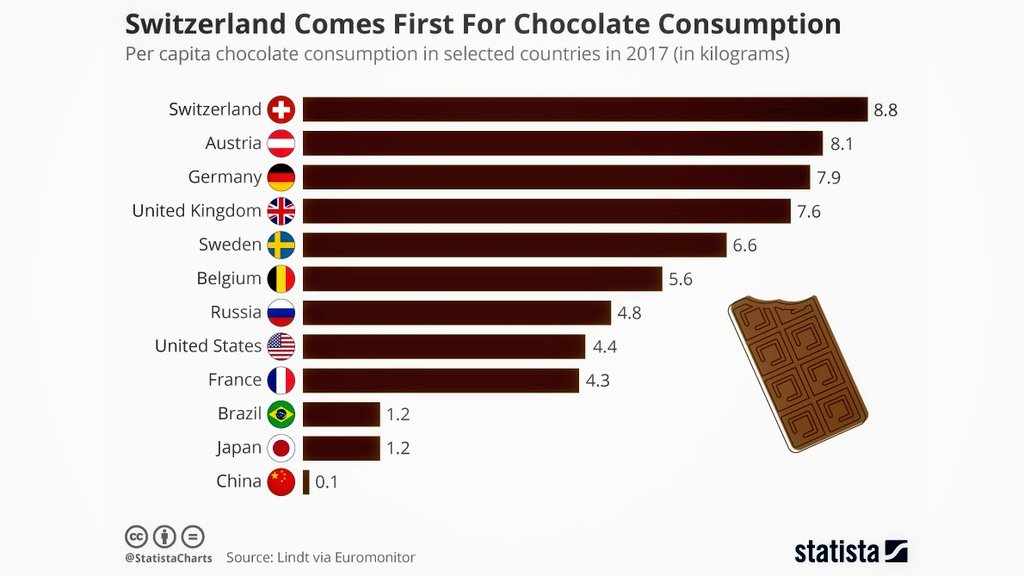 Switzerland Comes First For Chocolate Consumption
Per capita chocolate consumption in selected countries in 2017 (in kilograms)
Switzerland 8.8
Austria 8.1
Germany 7.9
United Kingdom 7.6
Sweden 6.6
Belgium 5.6
Russia 4.8
United States 4.4
France 4.3
Brazil 1.2
Japan 1.2
China 0.1
cc
@StatistaCharts Source: Lindt via Euromonitor
statista